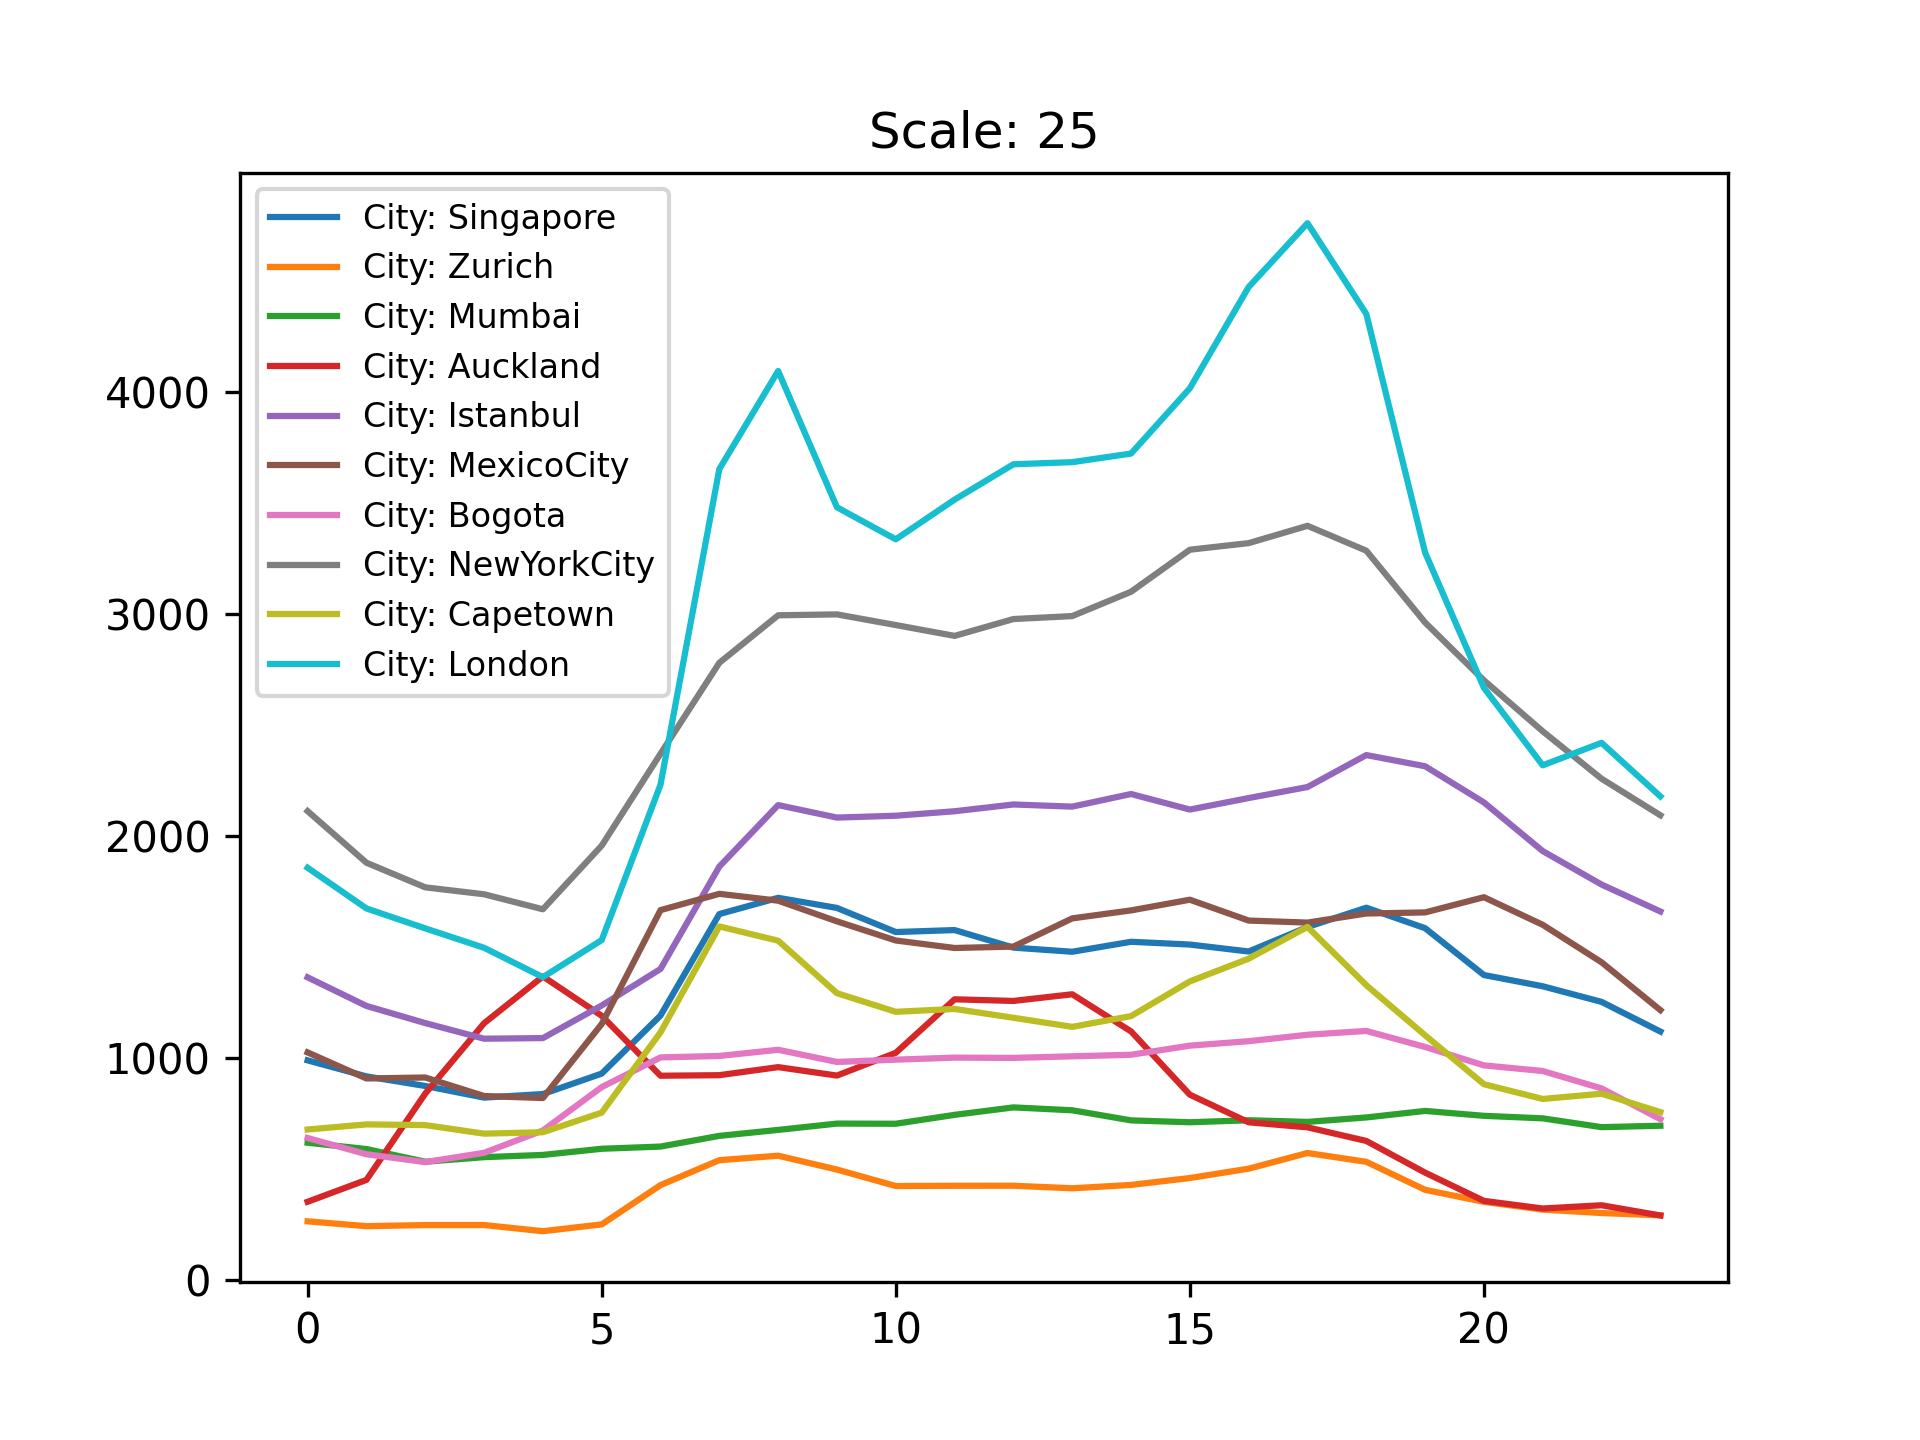 Scale: 25
City: Singapore
City: Zurich
City: Mumbai
City: Auckland
City: Istanbul
City: MexicoCity
City: Bogota
City: NewYorkCity
City: Capetown
City: London
4000
3000
2000
1000
0
0 5 10 15 20